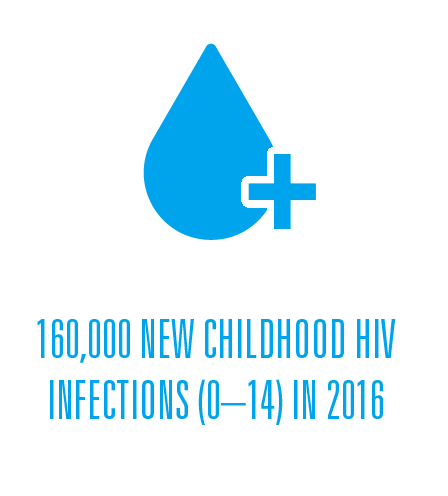 160,000 NEW CHILDHOOD HIV
INFECTIONS (0–14) IN 2016